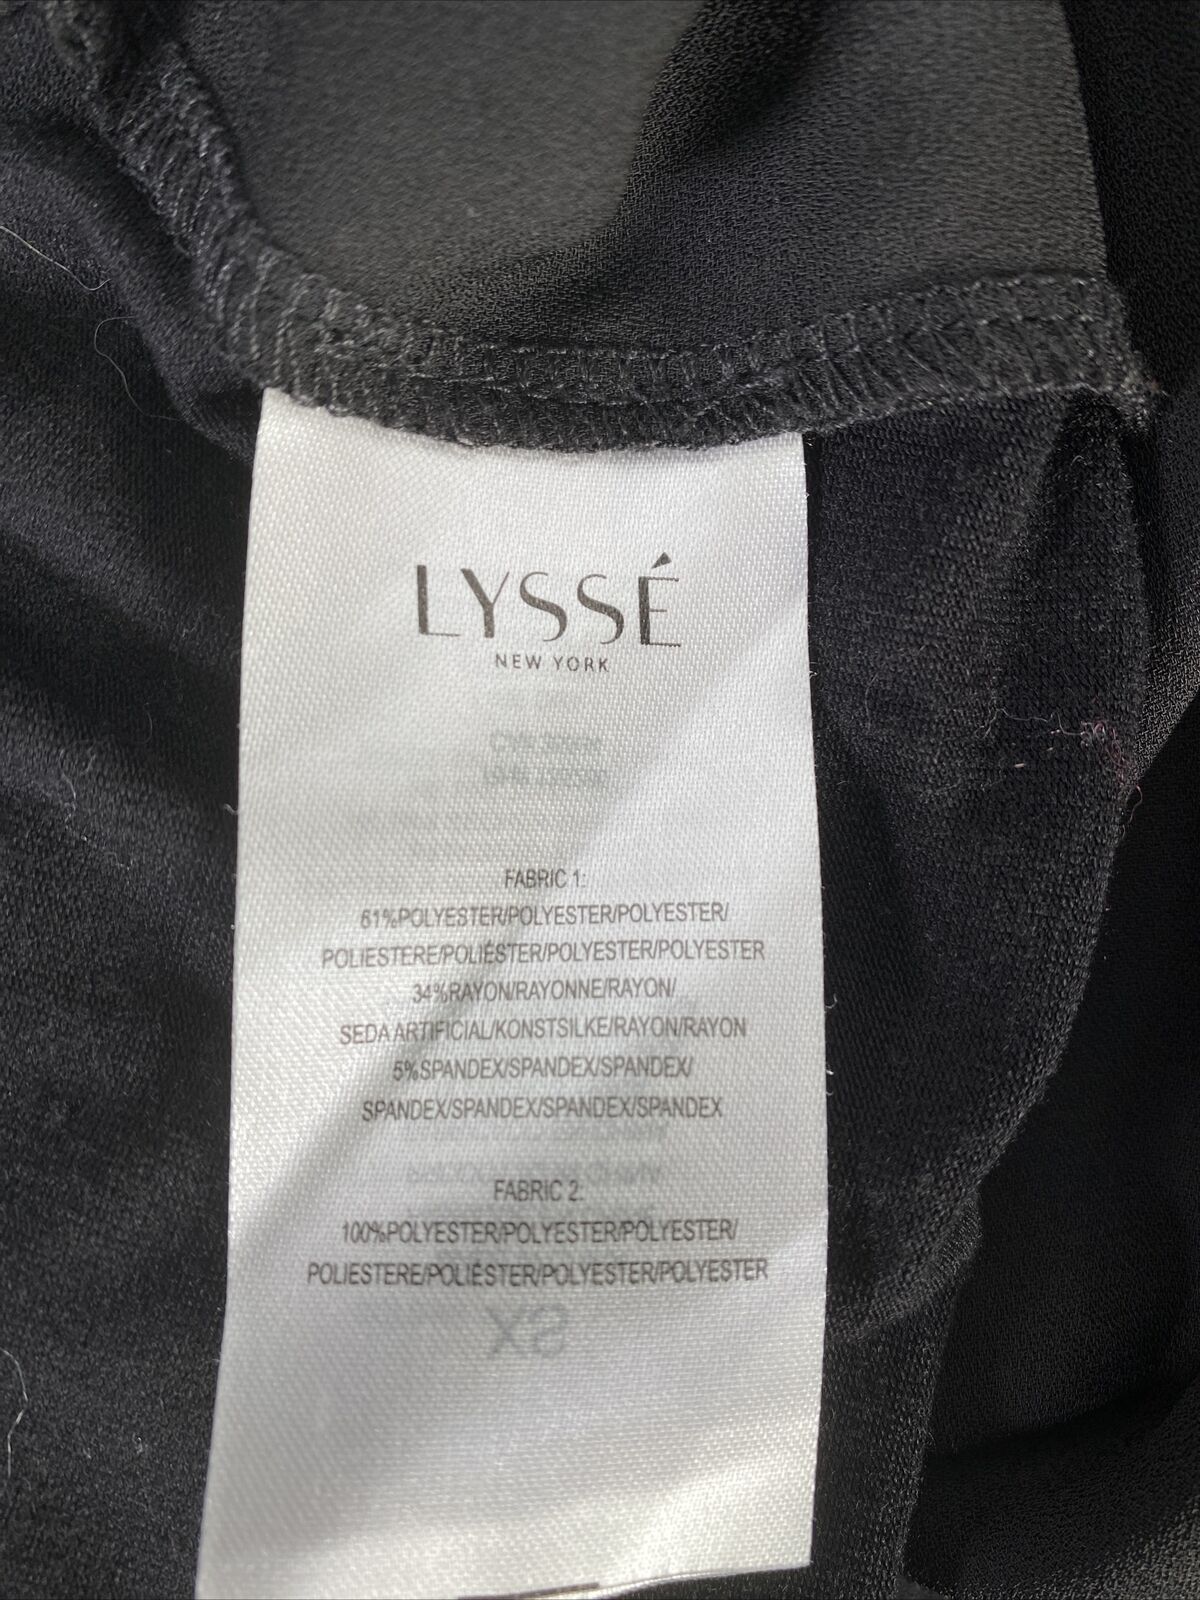 LYSSÉ
NEW YORK
FABRIC 1:
61%POLYESTER/POLYESTER/POLYESTER/
POLIESTERE/POLIÉSTER/POLYESTER/POLYESTER
34%RAYON/RAYONNE/RAYON/
SEDA ARTIFICIAL/KONSTSILKE/RAYON/RAYON
5%SPANDEX/SPANDEX/SPANDEX/
SPANDEX/SPANDEX/SPANDEX/SPANDEX
FABRIC 2:
100%POLYESTER/POLYESTER/POLYESTER/
POLIESTERE/POLIÉSTER/POLYESTER/POLYESTER
XS